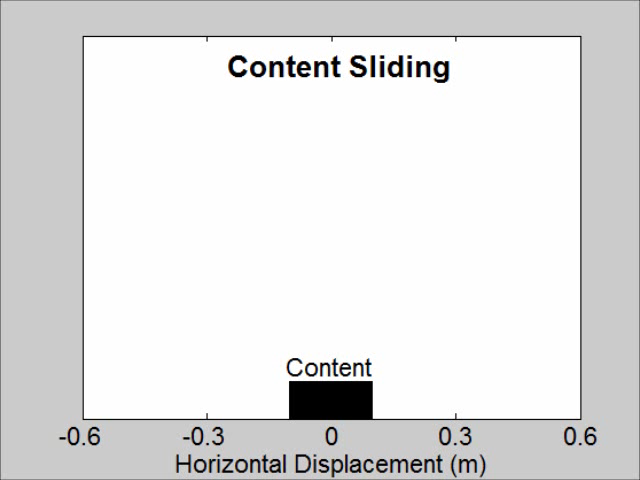 Content Sliding
Content
-0.6 -0.3 0 0.3 0.6
Horizontal Displacement (m)